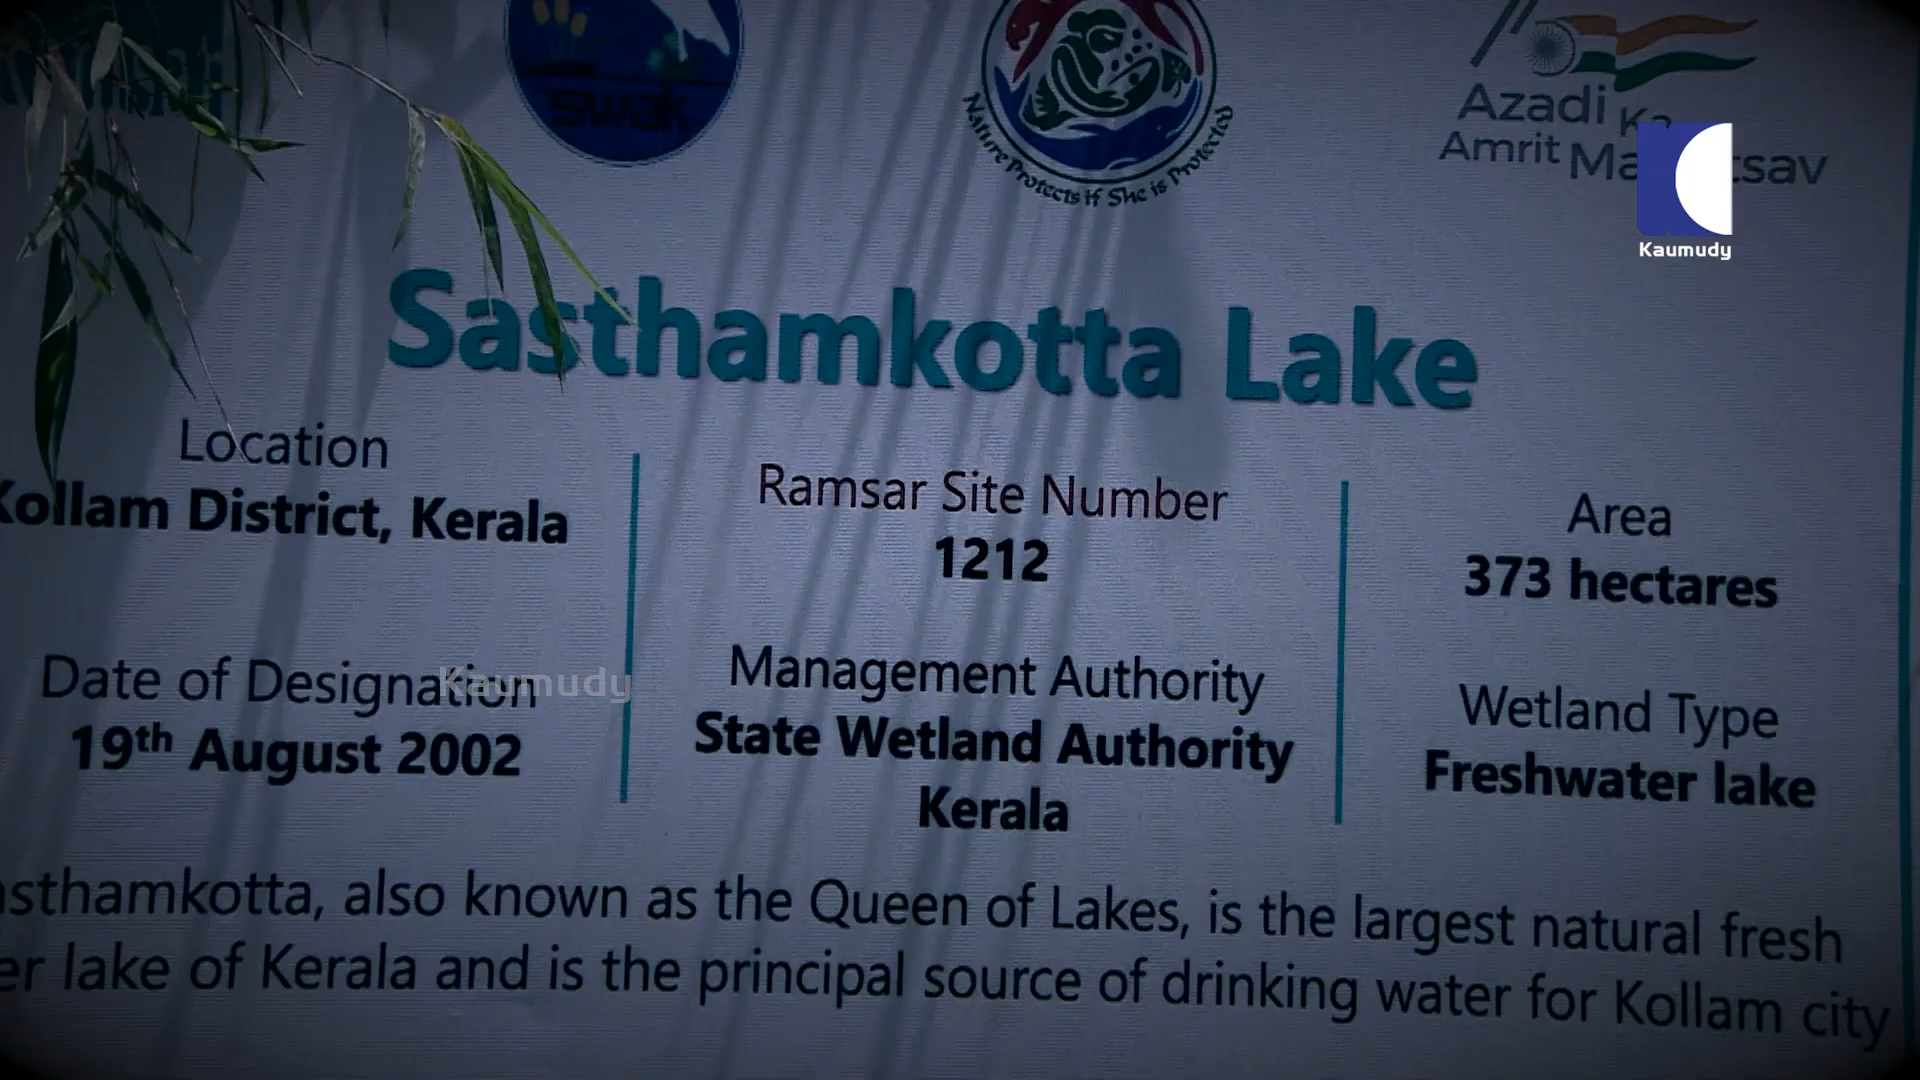 swak
Nature Protects if She is Protected
Azadi Ka
Amrit
Kaumudy
Sasthamkotta Lake
Location
Kollam District, Kerala
Ramsar Site Number
1212
Area
373 hectares
Date of Designation
19th August 2002
Kaumudy
Management Authority
State Wetland Authority
Kerala
Wetland Type
Freshwater lake
asthamkotta, also known as the Queen of Lakes, is the largest natural fresh
er lake of Kerala and is the principal source of drinking water for Kollam city